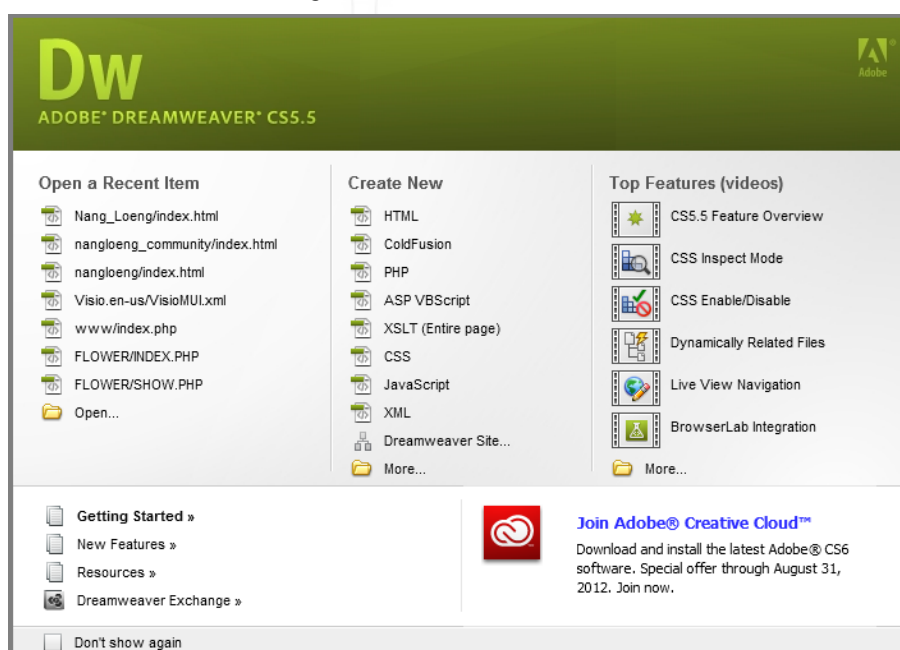 Dw
Adobe
ADOBE® DREAMWEAVER® CS5.5
Open a Recent Item
Nang_Loeng/index.html
nangloeng_community/index.html
nangloeng/index.html
Visio.en-us/VisioMUI.xml
www/index.php
FLOWER/INDEX.PHP
FLOWER/SHOW.PHP
Open...
Create New
HTML
ColdFusion
PHP
ASP VBScript
XSLT (Entire page)
CSS
JavaScript
XML
Dreamweaver Site...
More...
Top Features (videos)
CS5.5 Feature Overview
CSS Inspect Mode
CSS Enable/Disable
Dynamically Related Files
Live View Navigation
BrowserLab Integration
More...
Getting Started »
New Features »
Resources »
Dreamweaver Exchange »
Join Adobe® Creative Cloud™
Download and install the latest Adobe® CS6
software. Special offer through August 31,
2012. Join now.
Don't show again